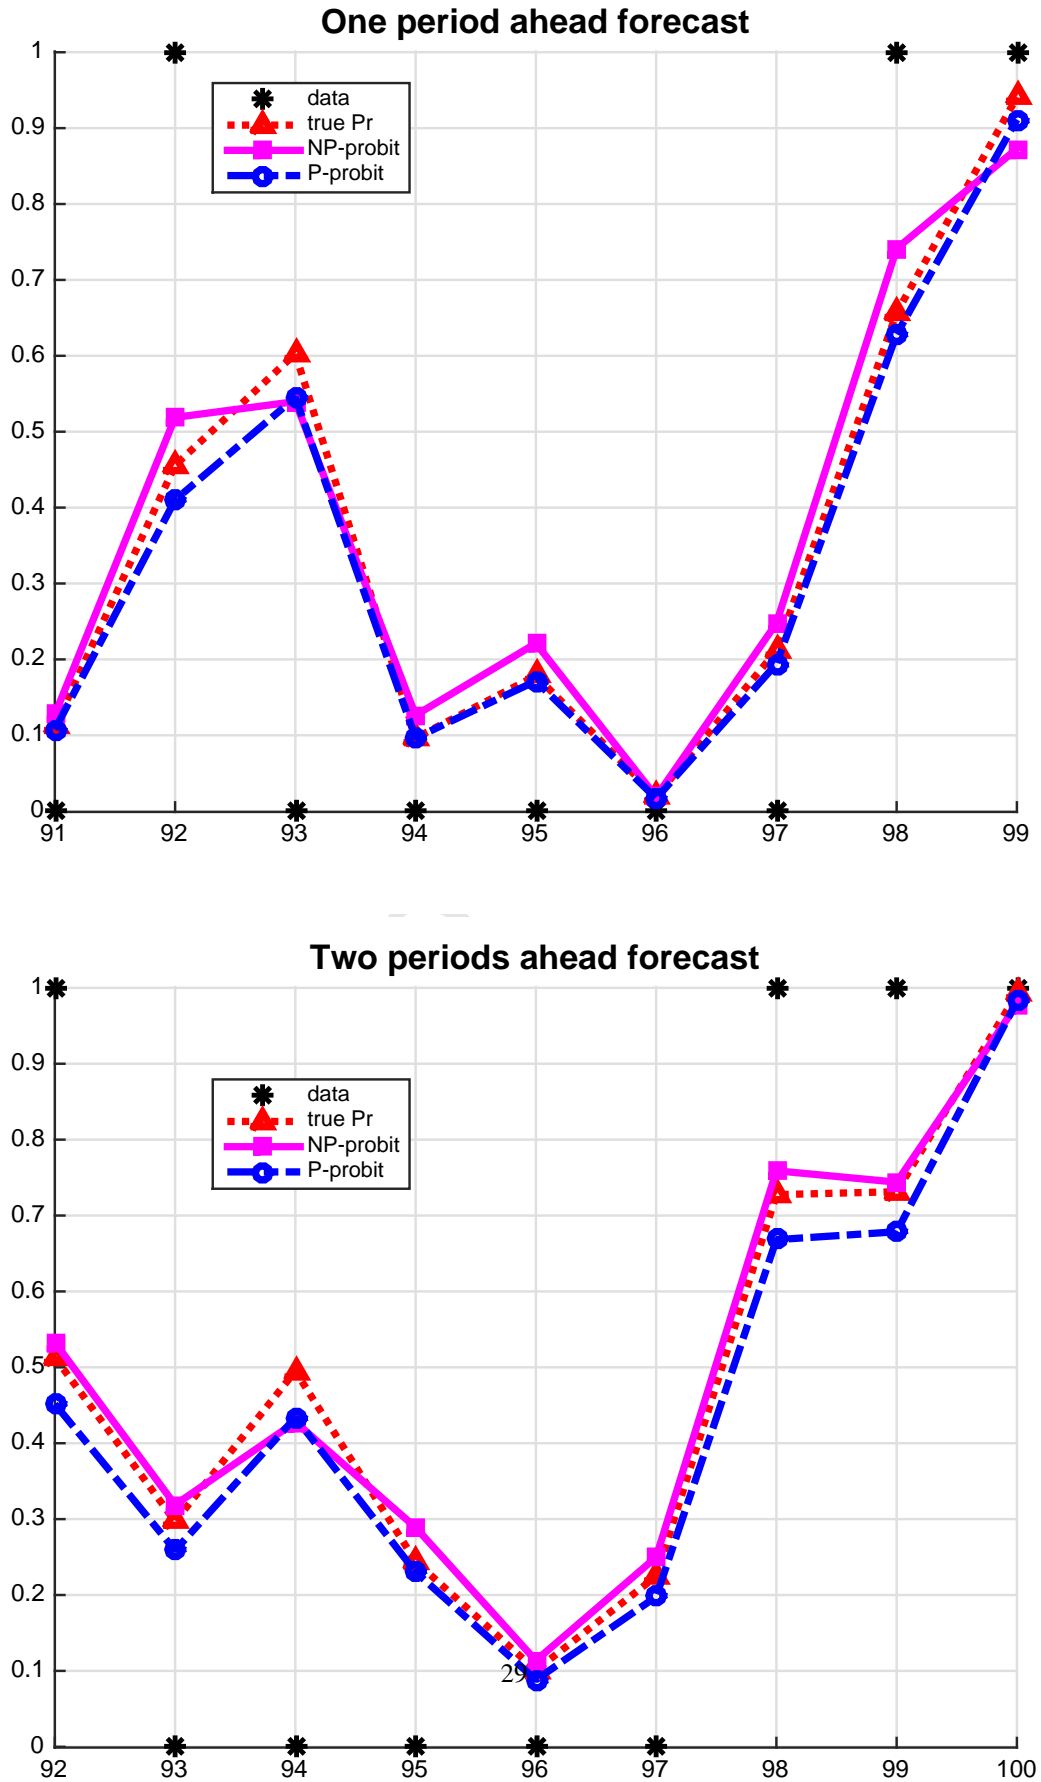 One period ahead forecast
1
0.9
0.8
0.7
0.6
0.5
0.4
0.3
0.2
0.1
0
data
true Pr
NP-probit
P-probit
91 92 93 94 95 96 97 98 99
Two periods ahead forecast
1
0.9
0.8
0.7
0.6
0.5
0.4
0.3
0.2
0.1
0
data
true Pr
NP-probit
P-probit
29
92 93 94 95 96 97 98 99 100